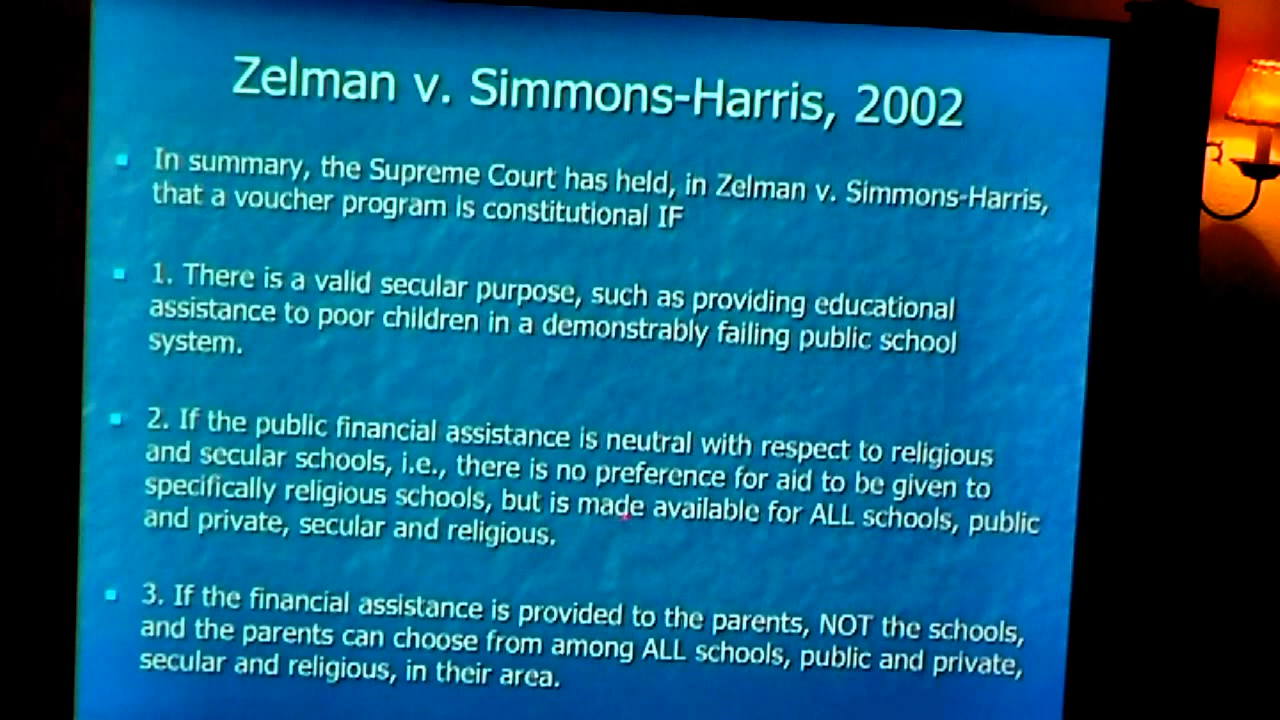 Zelman v. Simmons-Harris, 2002
In summary, the Supreme Court has held, in Zelman v. Simmons-Harris,
that a voucher program is constitutional IF
1. There is a valid secular purpose, such as providing educational
assistance to poor children in a demonstrably failing public school
system.
2. If the public financial assistance is neutral with respect to religious
and secular schools, i.e., there is no preference for aid to be given to
specifically religious schools, but is made available for ALL schools, public
and private, secular and religious.
3. If the financial assistance is provided to the parents, NOT the schools,
and the parents can choose from among ALL schools, public and private,
secular and religious, in their area.